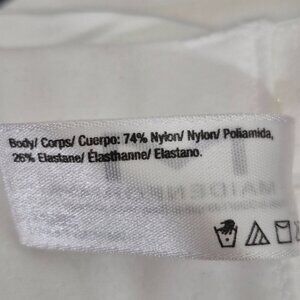 Body/ Corps/ Cuerpo: 74% Nylon/ Nylon/ Poliamida,
26% Elastane/ Élasthanne/ Elastano.